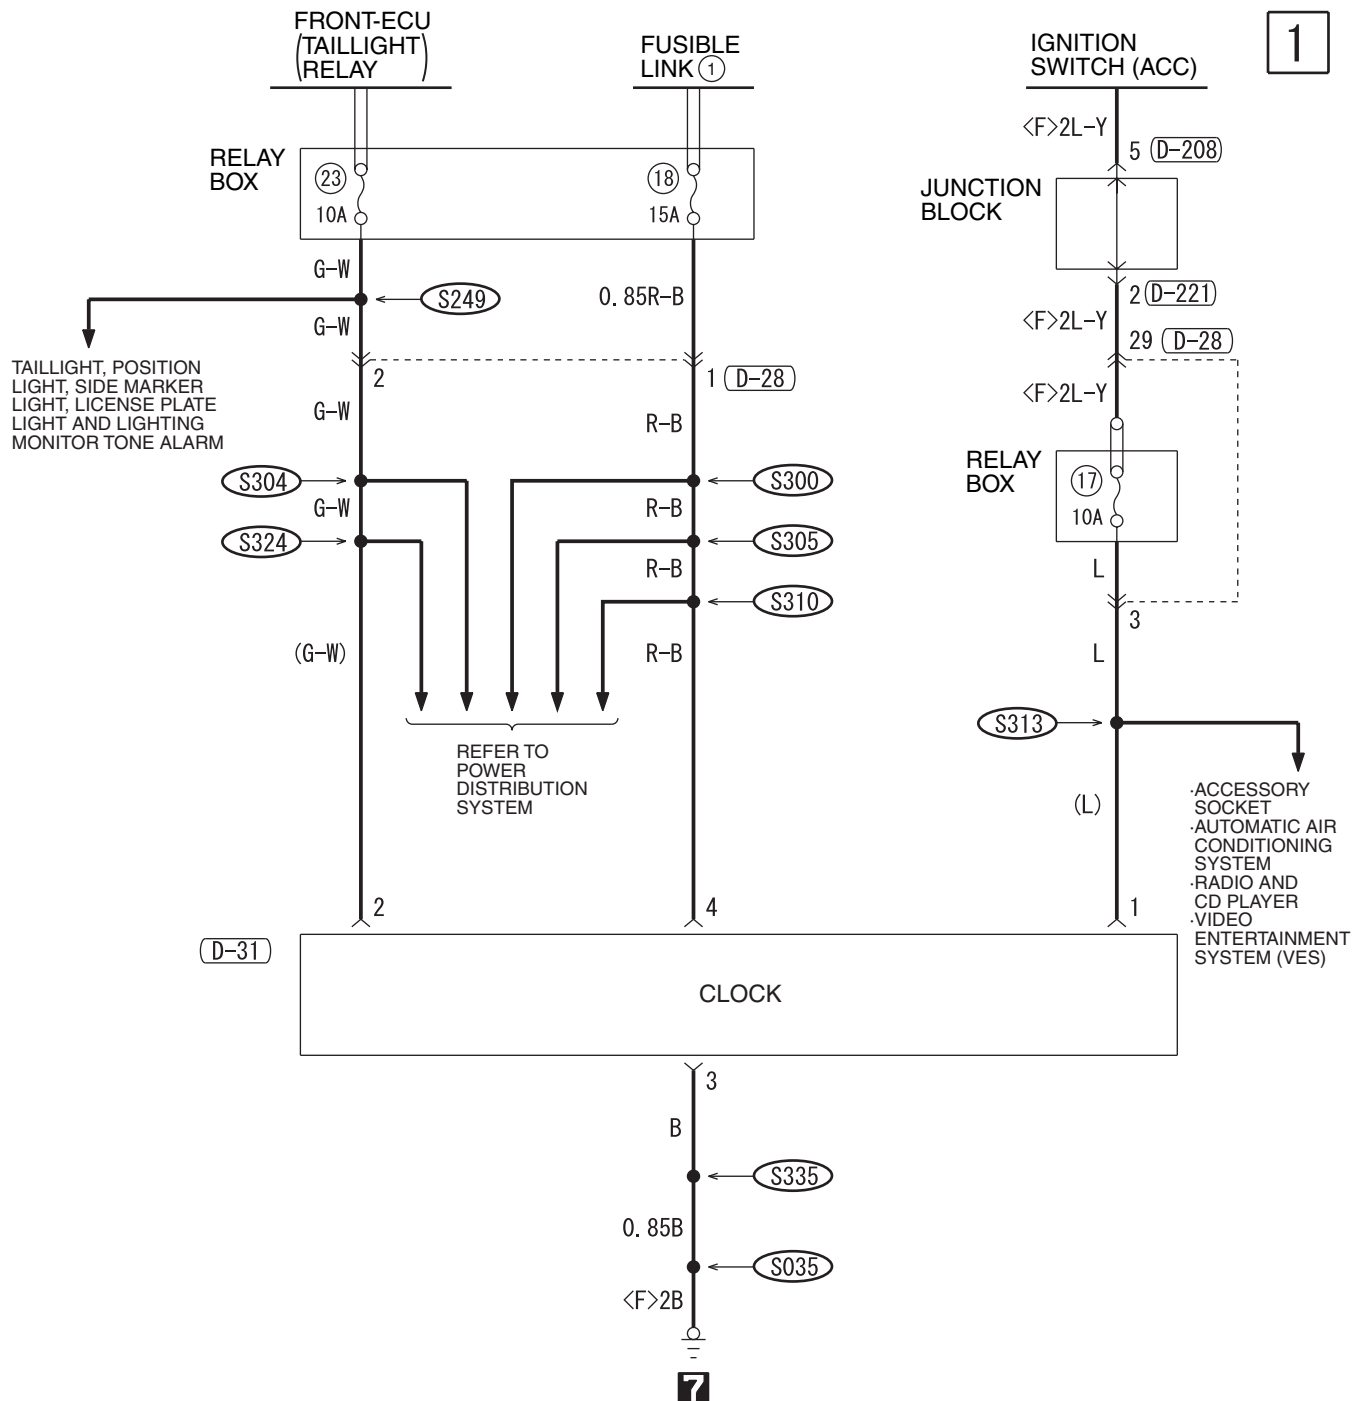 FRONT-ECU
(TAILLIGHT)
RELAY
FUSIBLE
LINK 1
IGNITION
SWITCH (ACC)
1
<F>2L-Y
5 D-208
RELAY
BOX
23
10A
18
15A
JUNCTION
BLOCK
G-W
S249
0.85R-B
2 D-221
G-W
<F>2L-Y
29 D-28
TAILLIGHT, POSITION
LIGHT, SIDE MARKER
LIGHT, LICENSE PLATE
LIGHT AND LIGHTING
MONITOR TONE ALARM
2
1 D-28
<F>2L-Y
G-W
R-B
RELAY
BOX
17
10A
S304
S300
G-W
R-B
S324
S305
R-B
L
S310
3
(G-W)
R-B
L
S313
REFER TO
POWER
DISTRIBUTION
SYSTEM
(L)
·ACCESSORY
SOCKET
·AUTOMATIC AIR
CONDITIONING
SYSTEM
·RADIO AND
CD PLAYER
·VIDEO
ENTERTAINMENT
SYSTEM (VES)
2
4
1
D-31
CLOCK
3
B
S335
0.85B
S035
<F>2B
7